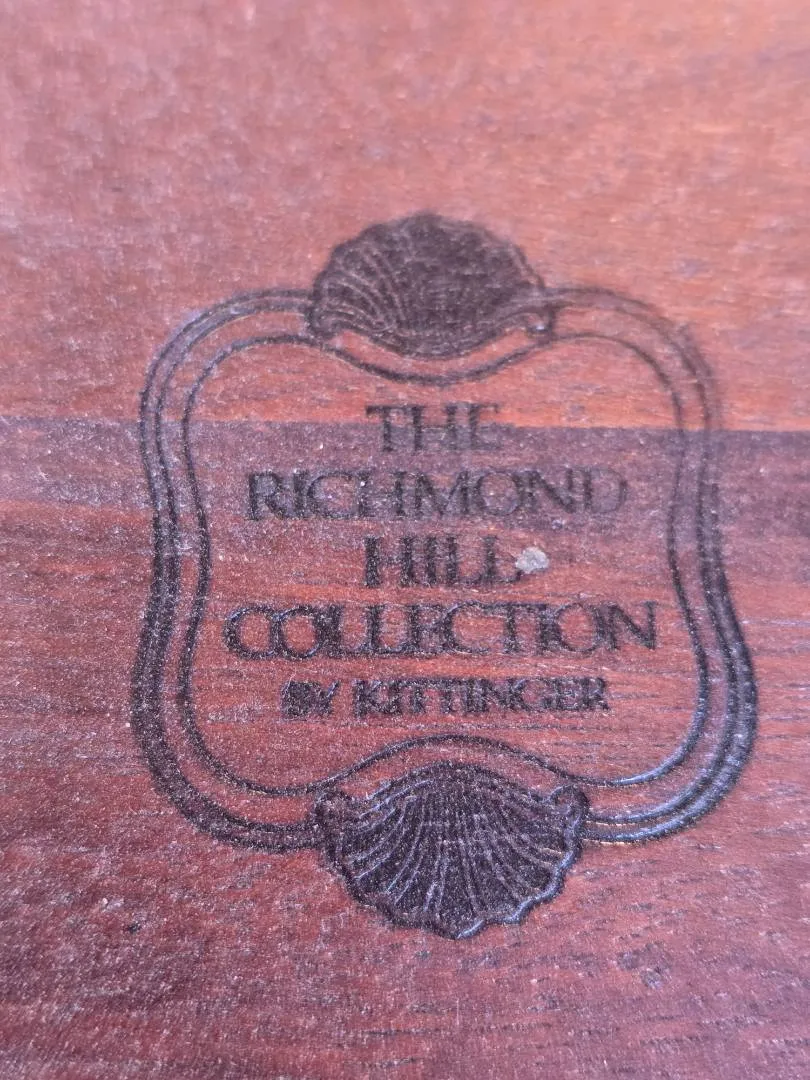 THE
RICHMOND
HILL
COLLECTION
BY KITTINGER